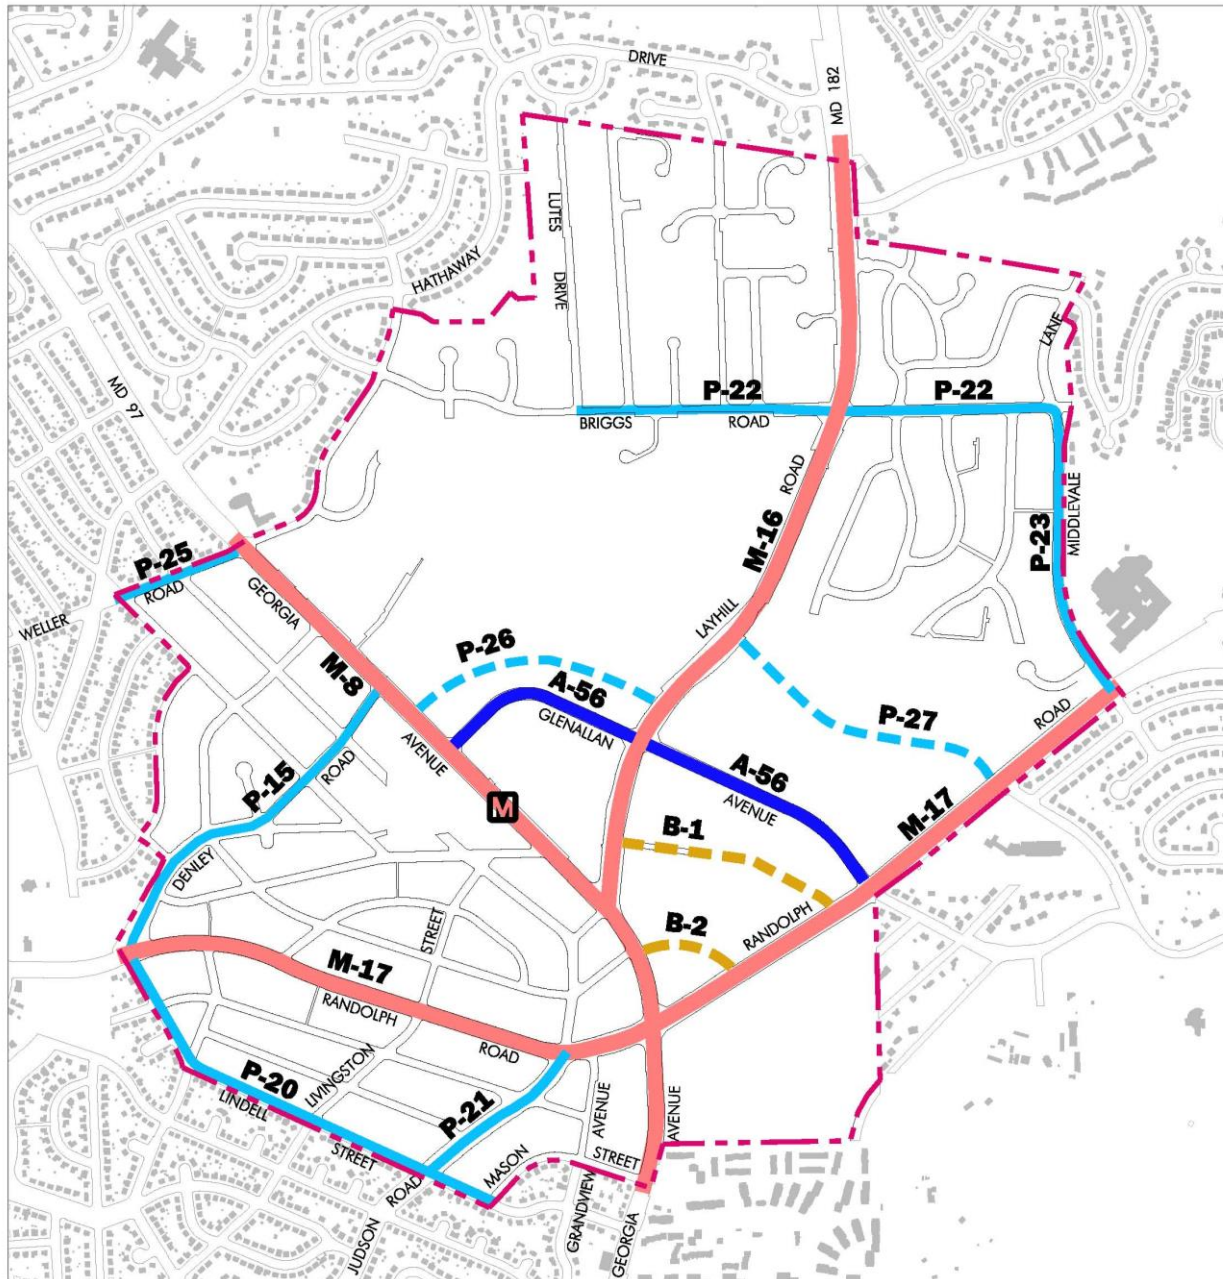 DRIVE
MD 182
LUTES
DRIVE
HATHAWAY
LANE
MD 97
P-22
P-22
BRIGGS
ROAD
ROAD
M-16
MIDDLEVALE
P-23
P-25
ROAD
WELLER
GEORGIA
LAYHILL
P-26
M-8
A-56
GLENALLAN
P-27
ROAD
AVENUE
P-15
ROAD
A-56
AVENUE
M-17
M
B-1
DENLEY
STREET
B-2
RANDOLPH
M-17
RANDOLPH
ROAD
P-20
LIVINGSTON
LINDELL
P-21
AVENUE
AVENUE
STREET
MASON
STREET
ROAD
GRANDVIEW
JUDSON
GEORGIA